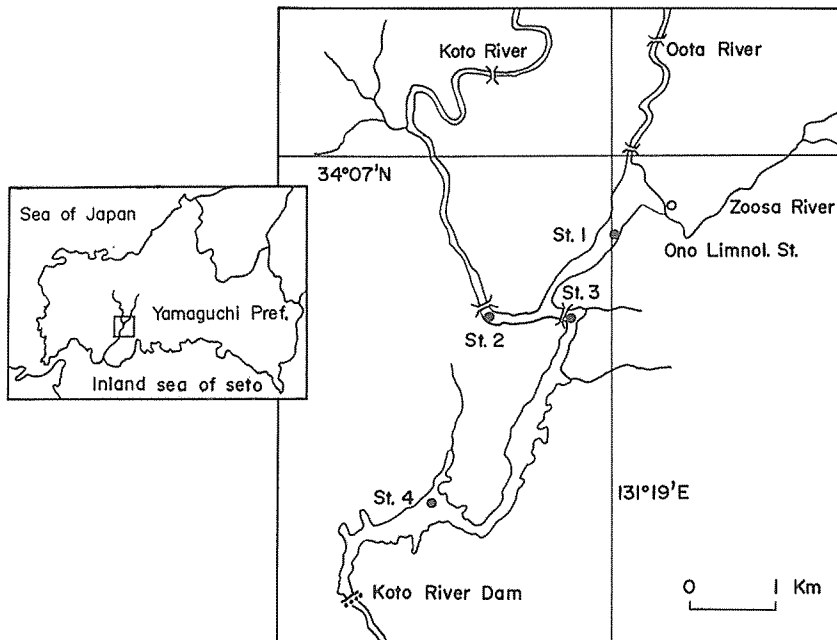 Koto River
Oota River
34°07'N
Zoosa River
St. 1
Ono Limnol. St.
St. 3
St. 2
Sea of Japan
Yamaguchi Pref.
Inland sea of seto
St. 4
131°19'E
Koto River Dam
0 1 Km